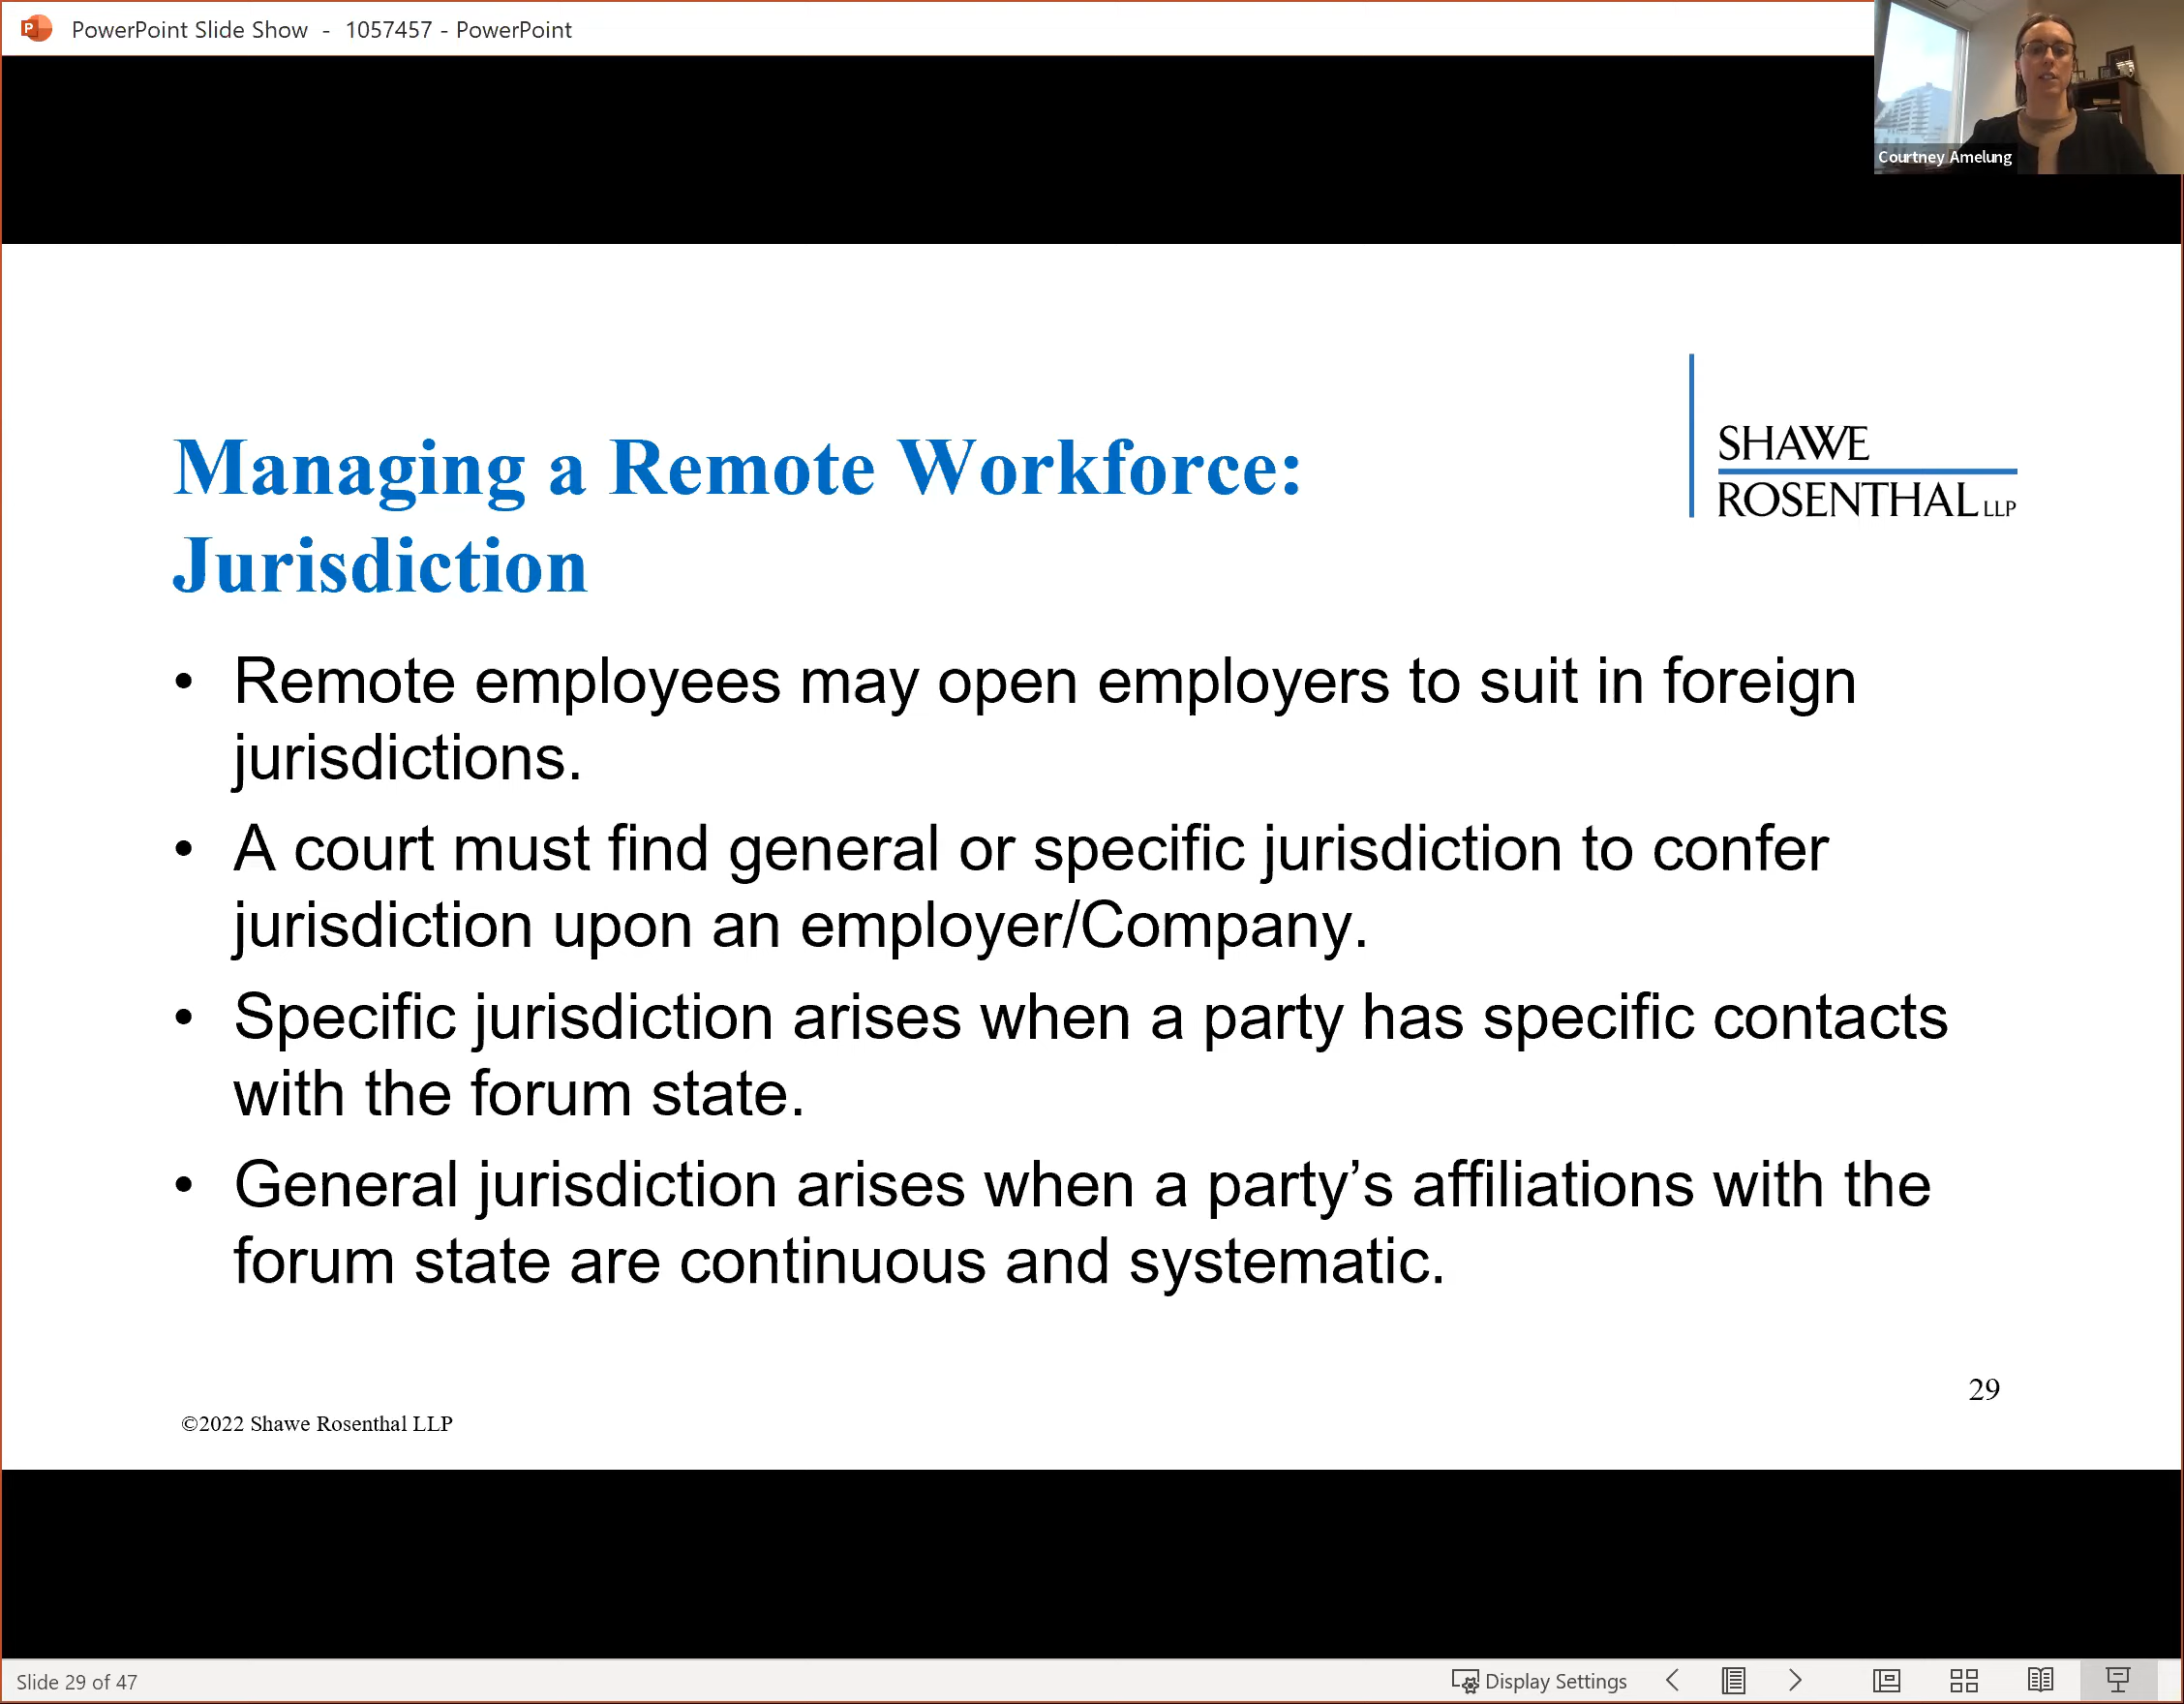 PowerPoint Slide Show - 1057457 - PowerPoint
Courtney Amelung
SHAWE
ROSENTHAL LLP
Managing a Remote Workforce:
Jurisdiction
• Remote employees may open employers to suit in foreign
jurisdictions.
• A court must find general or specific jurisdiction to confer
jurisdiction upon an employer/Company.
• Specific jurisdiction arises when a party has specific contacts
with the forum state.
• General jurisdiction arises when a party’s affiliations with the
forum state are continuous and systematic.
29
©2022 Shawe Rosenthal LLP
Slide 29 of 47
Display Settings